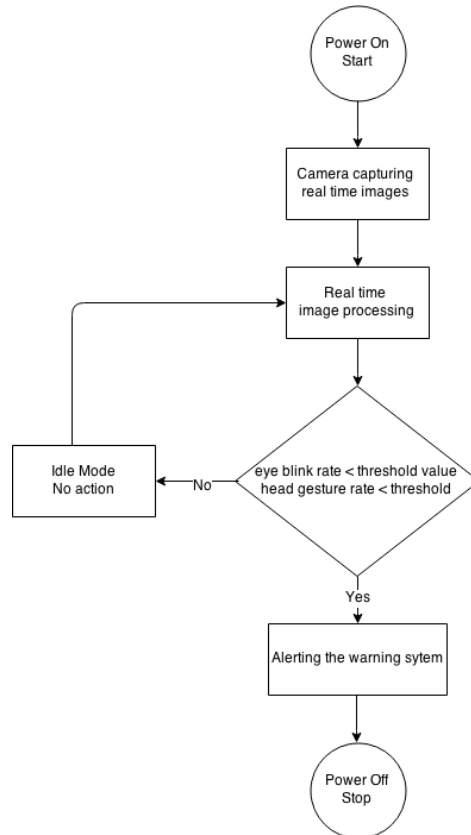 Power On
Start
Camera capturing
real time images
Real time
image processing
eye blink rate < threshold value
head gesture rate < threshold
No
Idle Mode
No action
Yes
Alerting the warning sytem
Power Off
Stop